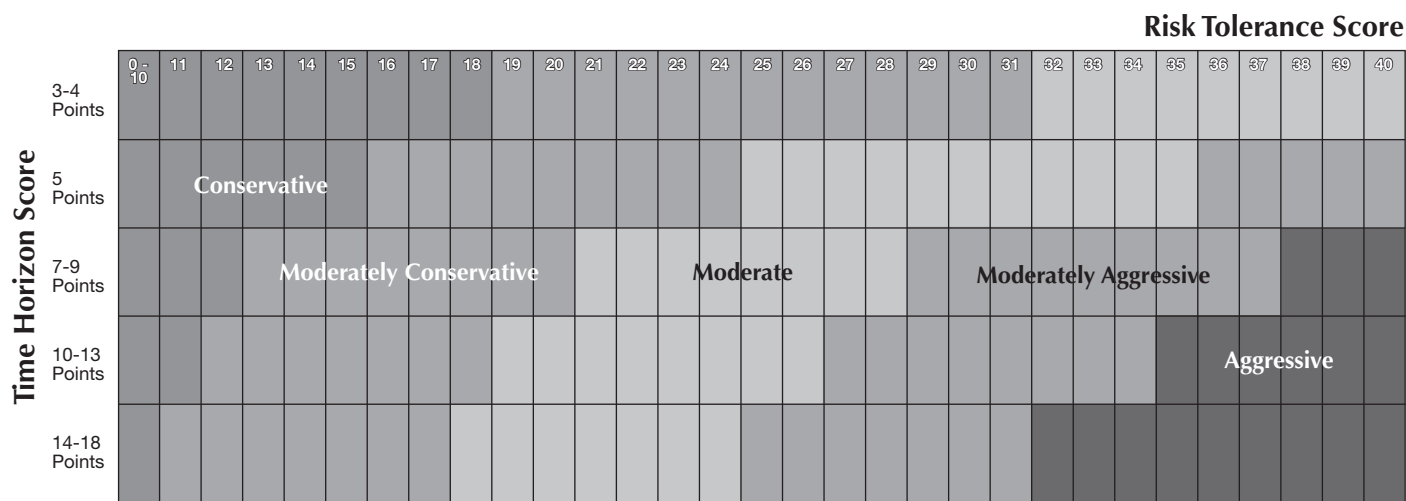 Risk Tolerance Score
0 - 10 11 12 13 14 15 16 17 18 19 20 21 22 23 24 25 26 27 28 29 30 31 32 33 34 35 36 37 38 39 40
Time Horizon Score
3-4
Points
5
Points
Conservative
7-9
Points
Moderately Conservative Moderate Moderately Aggressive
10-13
Points
Aggressive
14-18
Points